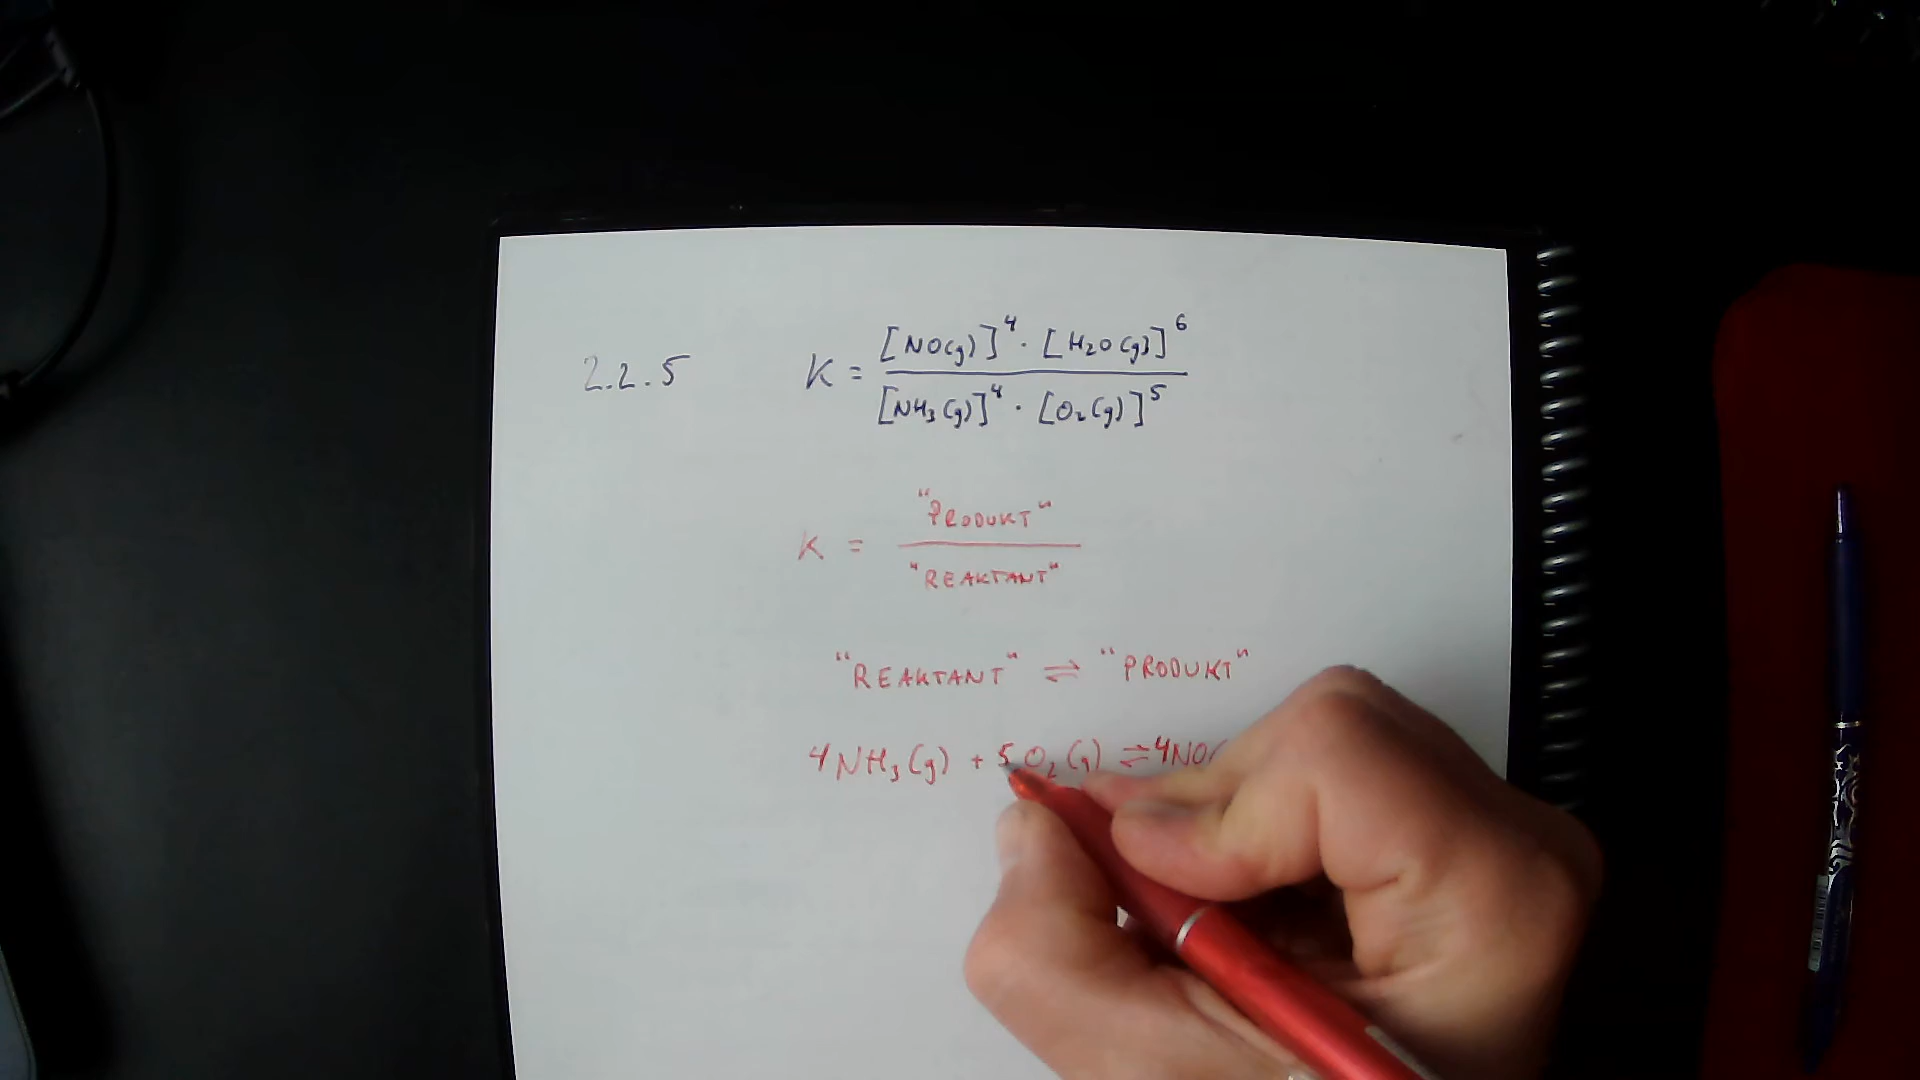 2.2.5 K = [NO(g)]⁴ · [H₂O(g)]⁶
[NH₃(g)]⁴ · [O₂(g)]⁵
"PRODUKT"
K =
"REAKTANT"
"REAKTANT" ⇌ "PRODUKT"
4NH₃(g) + 5O₂(g) ⇌ 4NO(